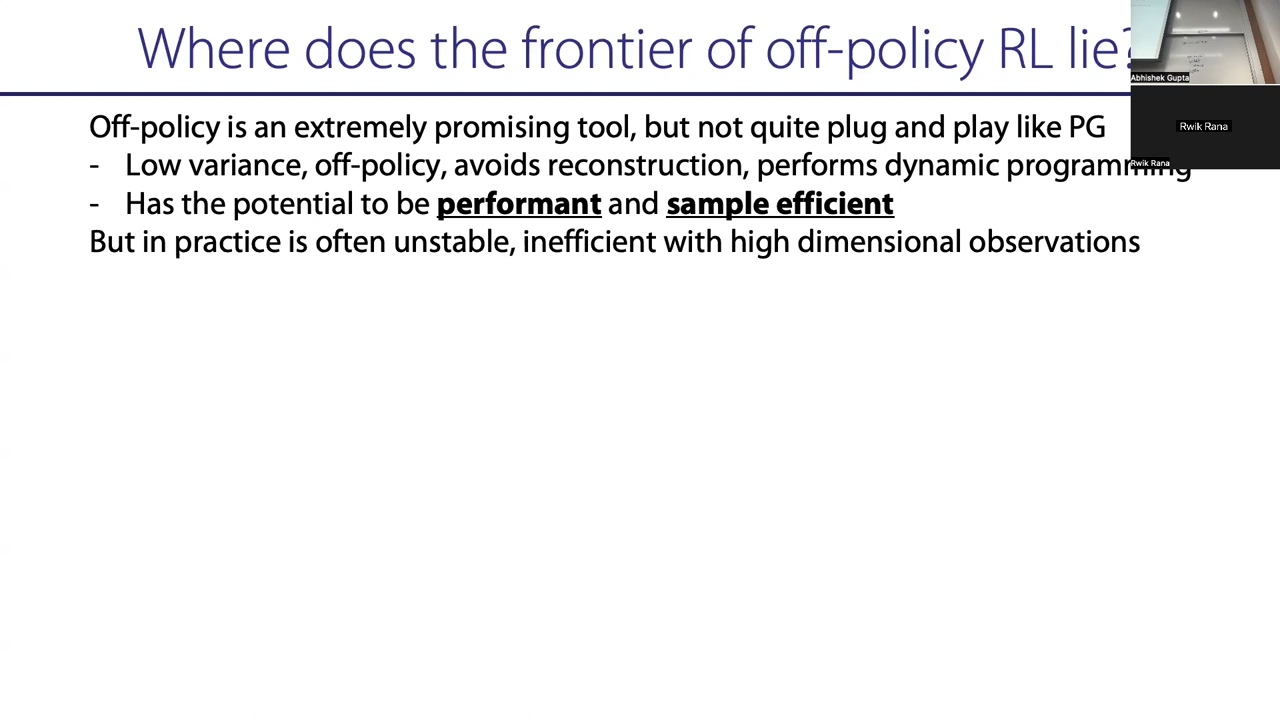 Where does the frontier of off-policy RL lie?
Abhishek Gupta
Off-policy is an extremely promising tool, but not quite plug and play like PG
Rwik Rana
- Low variance, off-policy, avoids reconstruction, performs dynamic programming
Rwik Rana
- Has the potential to be performant and sample efficient
But in practice is often unstable, inefficient with high dimensional observations